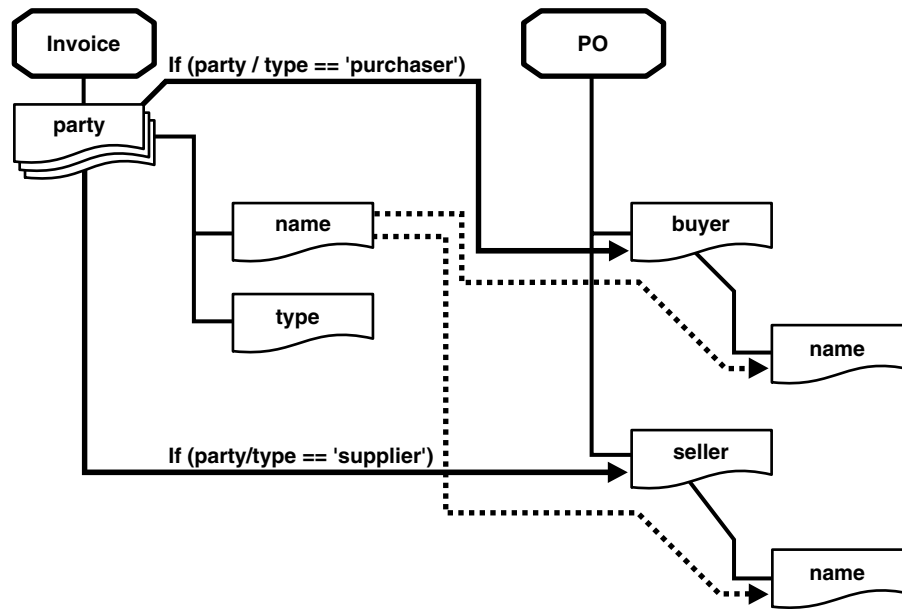 Invoice
PO
If (party / type == 'purchaser')
party
name
buyer
type
name
If (party/type == 'supplier')
seller
name